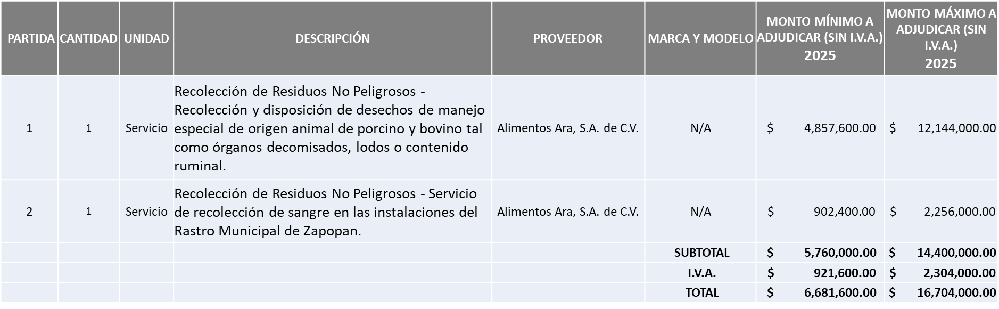 PARTIDA CANTIDAD UNIDAD DESCRIPCIÓN PROVEEDOR MARCA Y MODELO MONTO MÍNIMO A ADJUDICAR (SIN I.V.A.) 2025 MONTO MÁXIMO A ADJUDICAR (SIN I.V.A.) 2025
1 1 Servicio
Recolección de Residuos No Peligrosos -
Recolección y disposición de desechos de manejo
especial de origen animal de porcino y bovino tal
como órganos decomisados, lodos o contenido
ruminal.
Alimentos Ara, S.A. de C.V. N/A $ 4,857,600.00 $ 12,144,000.00
2 1 Servicio
Recolección de Residuos No Peligrosos - Servicio
de recolección de sangre en las instalaciones del
Rastro Municipal de Zapopan.
Alimentos Ara, S.A. de C.V. N/A $ 902,400.00 $ 2,256,000.00
SUBTOTAL $ 5,760,000.00 $ 14,400,000.00
I.V.A. $ 921,600.00 $ 2,304,000.00
TOTAL $ 6,681,600.00 $ 16,704,000.00